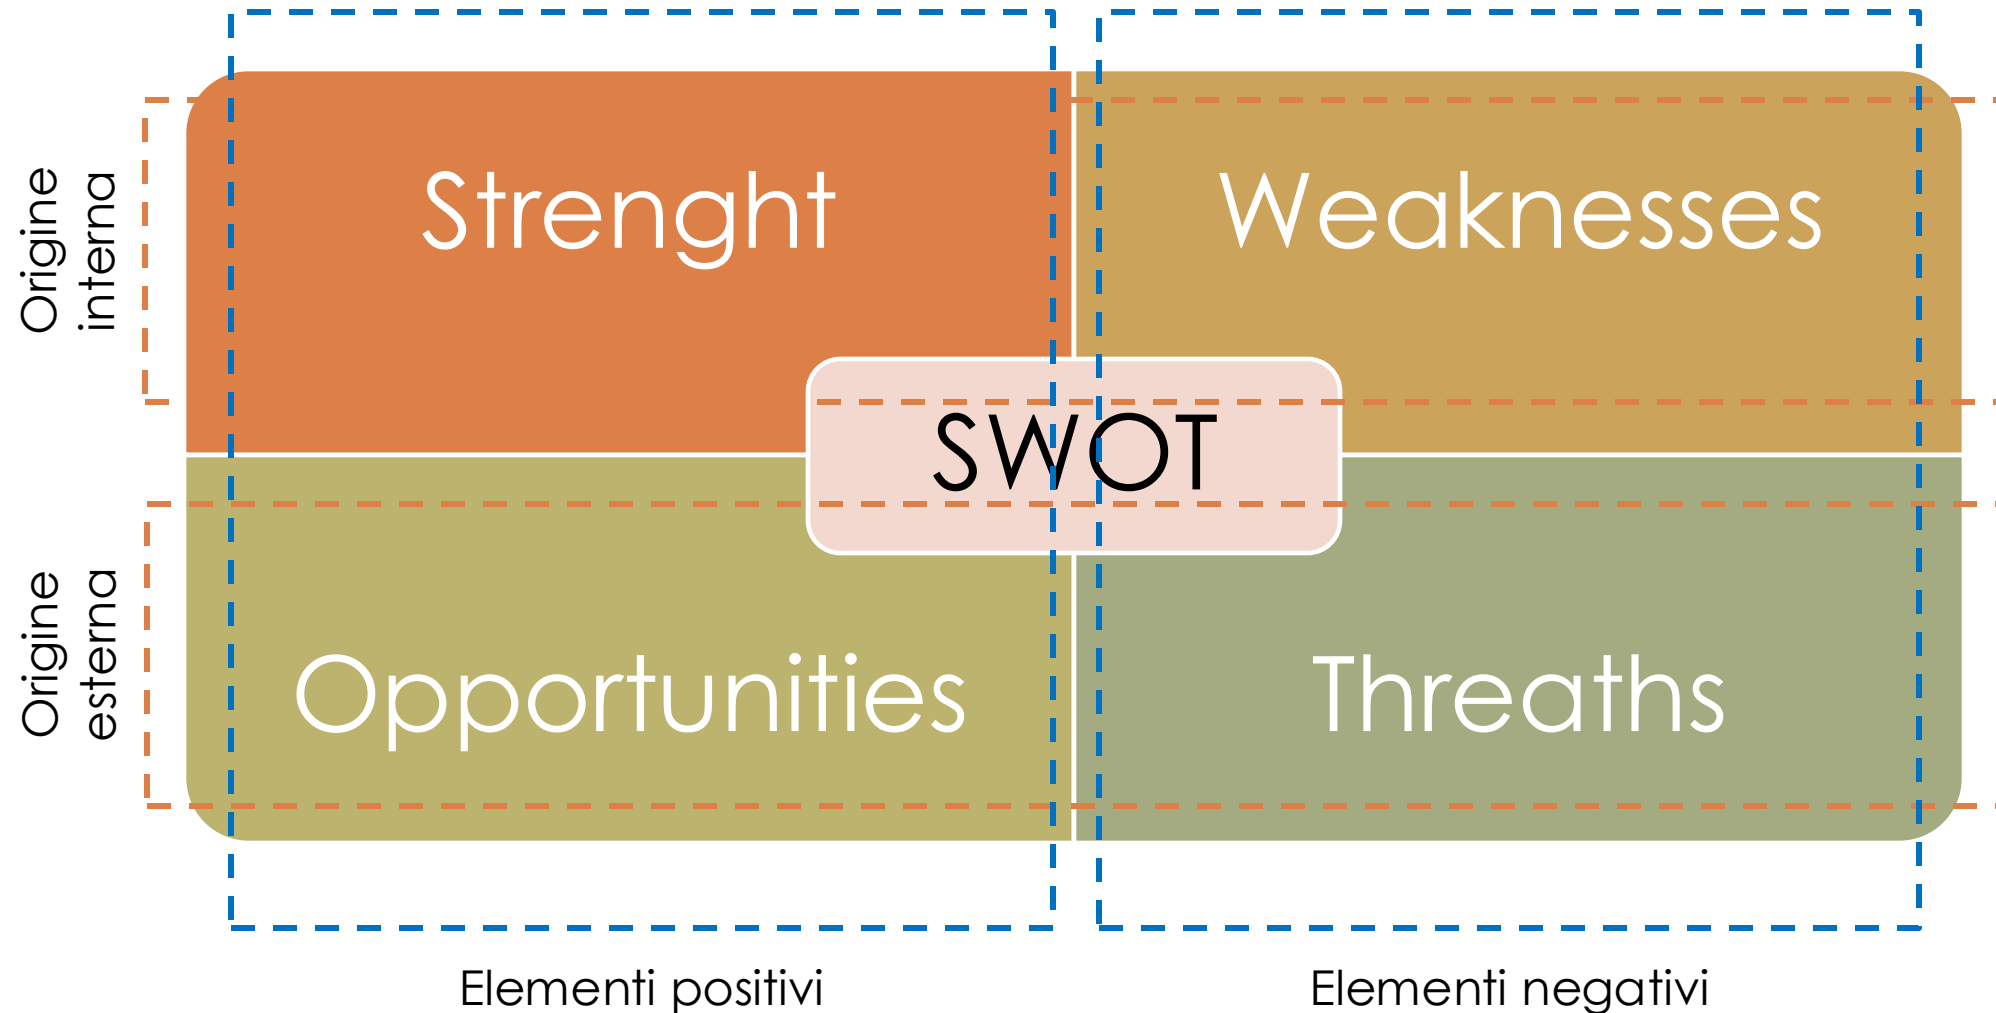 Origine
interna
Strenght
Weaknesses
SWOT
Origine
esterna
Opportunities
Threaths
Elementi positivi
Elementi negativi